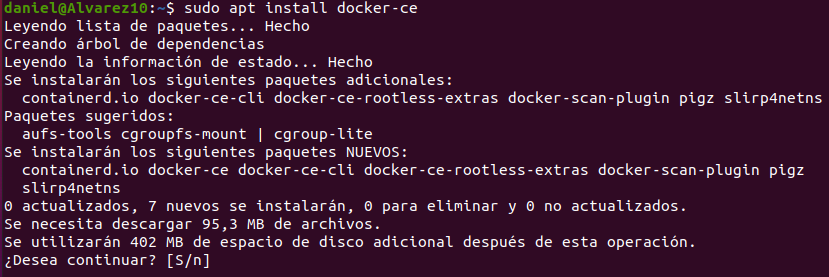 daniel@Alvarez10:~$ sudo apt install docker-ce
Leyendo lista de paquetes... Hecho
Creando árbol de dependencias
Leyendo la información de estado... Hecho
Se instalarán los siguientes paquetes adicionales:
  containerd.io docker-ce-cli docker-ce-rootless-extras docker-scan-plugin pigz slirp4netns
Paquetes sugeridos:
  aufs-tools cgroupfs-mount | cgroup-lite
Se instalarán los siguientes paquetes NUEVOS:
  containerd.io docker-ce docker-ce-cli docker-ce-rootless-extras docker-scan-plugin pigz
  slirp4netns
0 actualizados, 7 nuevos se instalarán, 0 para eliminar y 0 no actualizados.
Se necesita descargar 95,3 MB de archivos.
Se utilizarán 402 MB de espacio de disco adicional después de esta operación.
¿Desea continuar? [S/n]